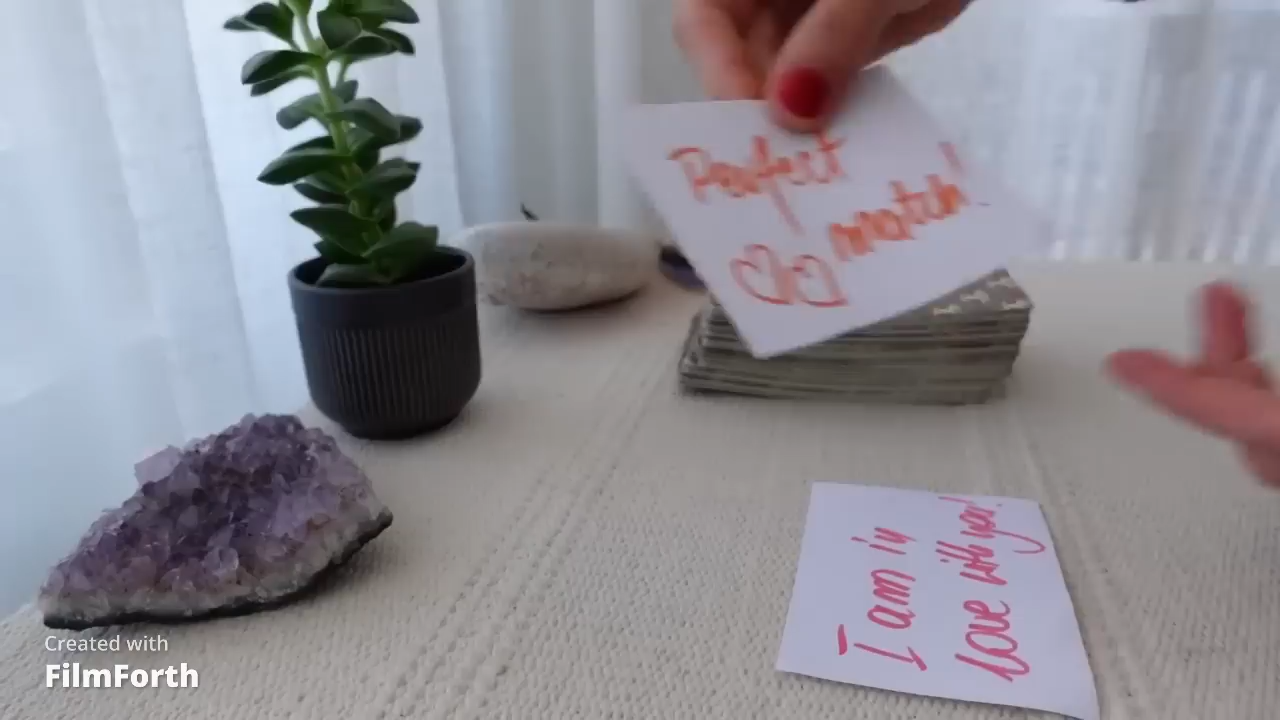 Perfect
match!
I am in
Love with you!
Created with
FilmForth